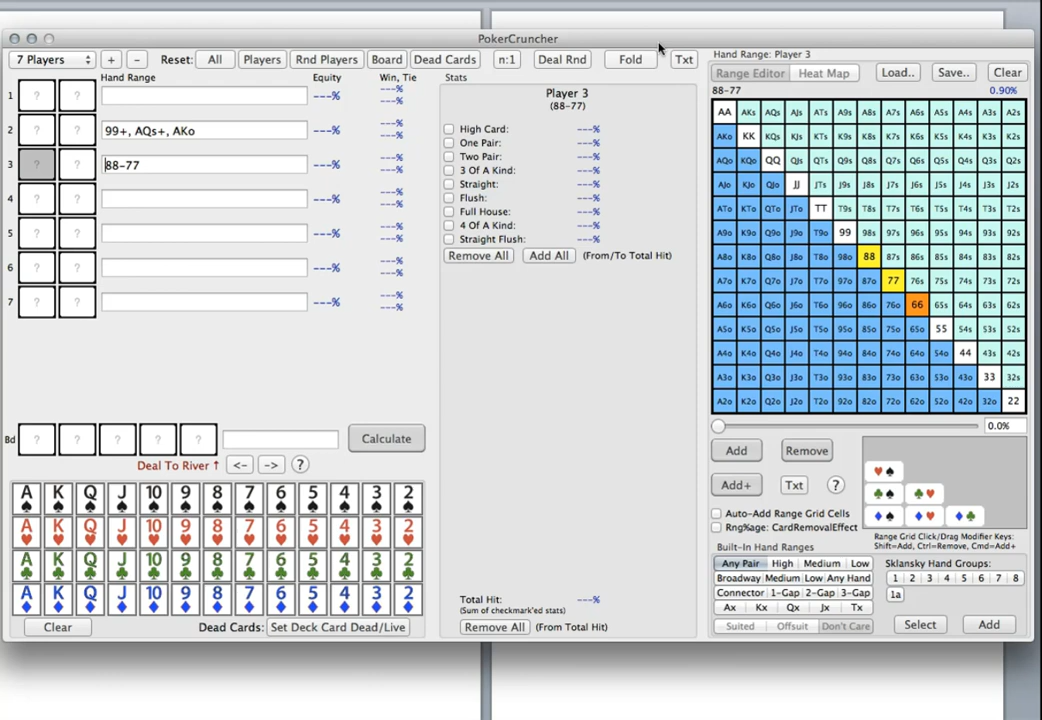 PokerCruncher
7 Players + - Reset: All Players Rnd Players Board Dead Cards n:1 Deal Rnd Fold Txt
Hand Range Equity Win, Tie
1 ? ? ---% ---% ---%
2 ? ? 99+, AQs+, AKo ---% ---% ---%
3 ? ? 88-77 ---% ---% ---%
4 ? ? ---% ---% ---%
5 ? ? ---% ---% ---%
6 ? ? ---% ---% ---%
7 ? ? ---% ---% ---%
Bd ? ? ? ? ? Calculate
Deal To River ↑ <- -> ?
A K Q J 10 9 8 7 6 5 4 3 2
A K Q J 10 9 8 7 6 5 4 3 2
A K Q J 10 9 8 7 6 5 4 3 2
A K Q J 10 9 8 7 6 5 4 3 2
Clear Dead Cards: Set Deck Card Dead/Live
Stats
Player 3
(88-77)
High Card: ---%
One Pair: ---%
Two Pair: ---%
3 Of A Kind: ---%
Straight: ---%
Flush: ---%
Full House: ---%
4 Of A Kind: ---%
Straight Flush: ---%
Remove All Add All (From/To Total Hit)
Total Hit: ---%
(Sum of checkmark'ed stats)
Remove All (From Total Hit)
Hand Range: Player 3
Range Editor Heat Map Load.. Save.. Clear
88-77 0.90%
AA AKs AQs AJs ATs A9s A8s A7s A6s A5s A4s A3s A2s
AKo KK KQs KJs KTs K9s K8s K7s K6s K5s K4s K3s K2s
AQo KQo QQ QJs QTs Q9s Q8s Q7s Q6s Q5s Q4s Q3s Q2s
AJo KJo QJo JJ JTs J9s J8s J7s J6s J5s J4s J3s J2s
ATo KTo QTo JTo TT T9s T8s T7s T6s T5s T4s T3s T2s
A9o K9o Q9o J9o T9o 99 98s 97s 96s 95s 94s 93s 92s
A8o K8o Q8o J8o T8o 98o 88 87s 86s 85s 84s 83s 82s
A7o K7o Q7o J7o T7o 97o 87o 77 76s 75s 74s 73s 72s
A6o K6o Q6o J6o T6o 96o 86o 76o 66 65s 64s 63s 62s
A5o K5o Q5o J5o T5o 95o 85o 75o 65o 55 54s 53s 52s
A4o K4o Q4o J4o T4o 94o 84o 74o 64o 54o 44 43s 42s
A3o K3o Q3o J3o T3o 93o 83o 73o 63o 53o 43o 33 32s
A2o K2o Q2o J2o T2o 92o 82o 72o 62o 52o 42o 32o 22
0.0%
Add Remove
Add+ Txt ?
Auto-Add Range Grid Cells
Rng%age: CardRemovalEffect
Range Grid Click/Drag Modifier Keys:
Shift=Add, Ctrl=Remove, Cmd=Add+
Built-In Hand Ranges
Any Pair High Medium Low
Broadway Medium Low Any Hand
Connector 1-Gap 2-Gap 3-Gap
Ax Kx Qx Jx Tx
Suited Offsuit Don't Care
Sklansky Hand Groups:
1 2 3 4 5 6 7 8
1a
Select Add